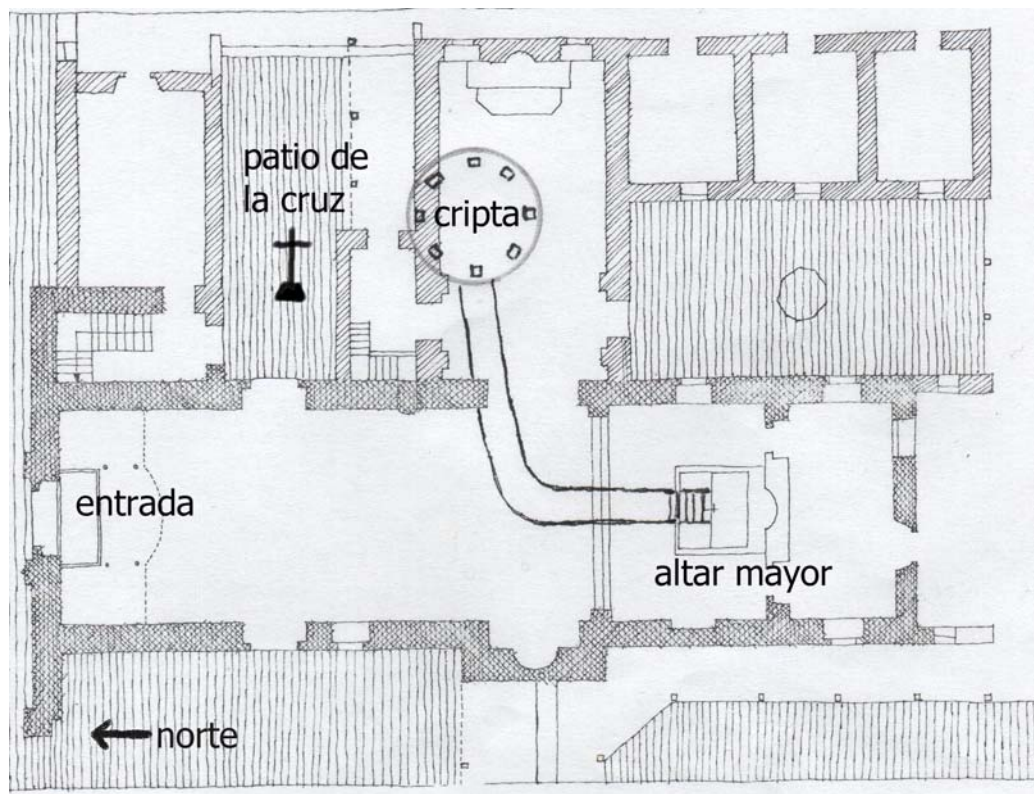 patio de
la cruz
cripta
entrada
altar mayor
norte